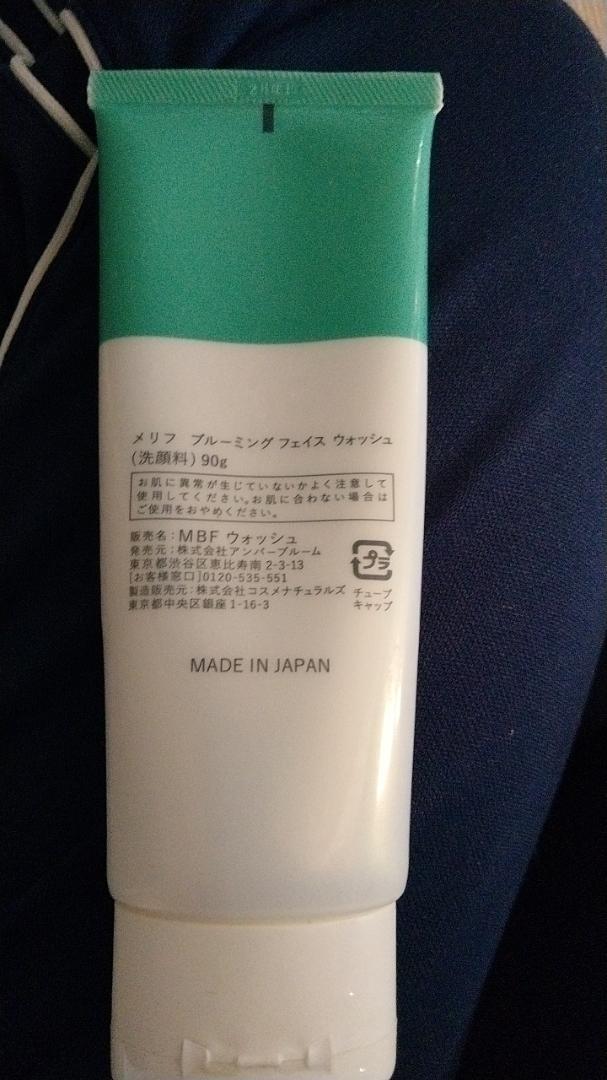 メリフ ブルーミング フェイス ウォッシュ
(洗顔料) 90g
お肌に異常が生じていないかよく注意して
使用してください。お肌に合わない場合は
ご使用をおやめください。
販売名：MBF ウォッシュ
発売元：株式会社アンバーブルーム
東京都渋谷区恵比寿南 2-3-13
[お客様窓口]0120-535-551
製造販売元：株式会社コスメナチュラルズ
東京都中央区銀座 1-16-3
プラ
チューブ
キャップ
MADE IN JAPAN